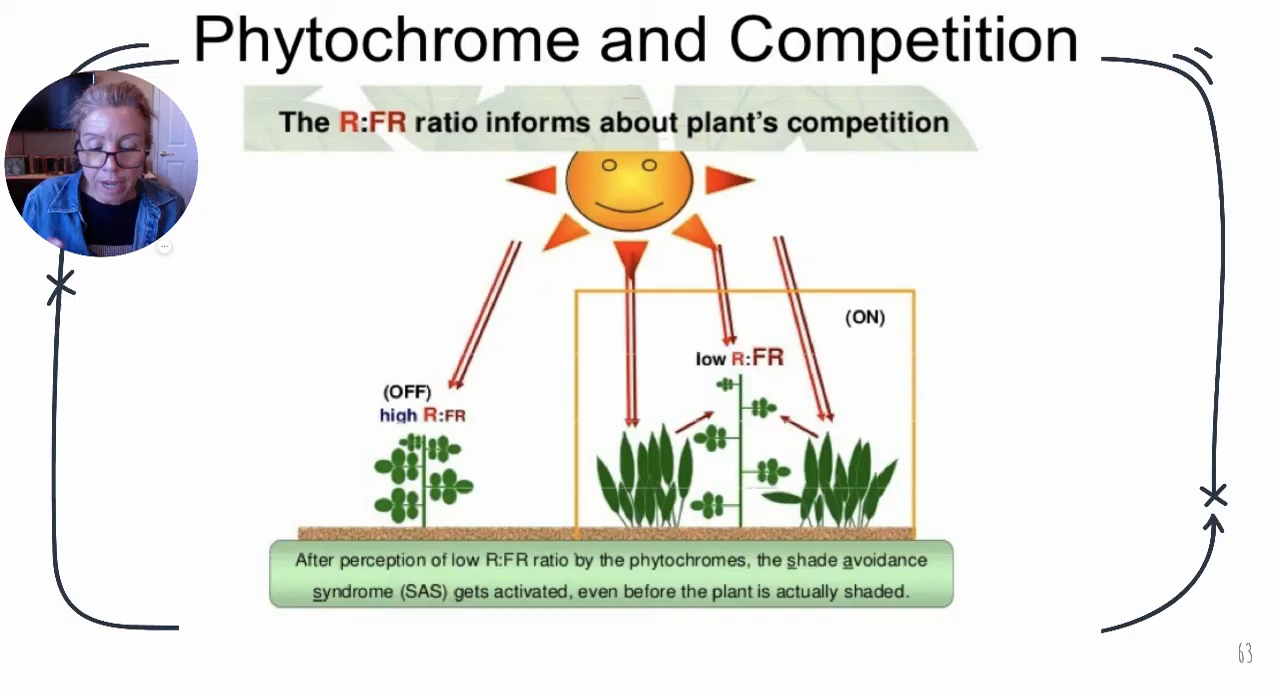 Phytochrome and Competition
The R:FR ratio informs about plant's competition
(ON)
low R:FR
(OFF)
high R:FR
After perception of low R:FR ratio by the phytochromes, the shade avoidance
syndrome (SAS) gets activated, even before the plant is actually shaded.
63